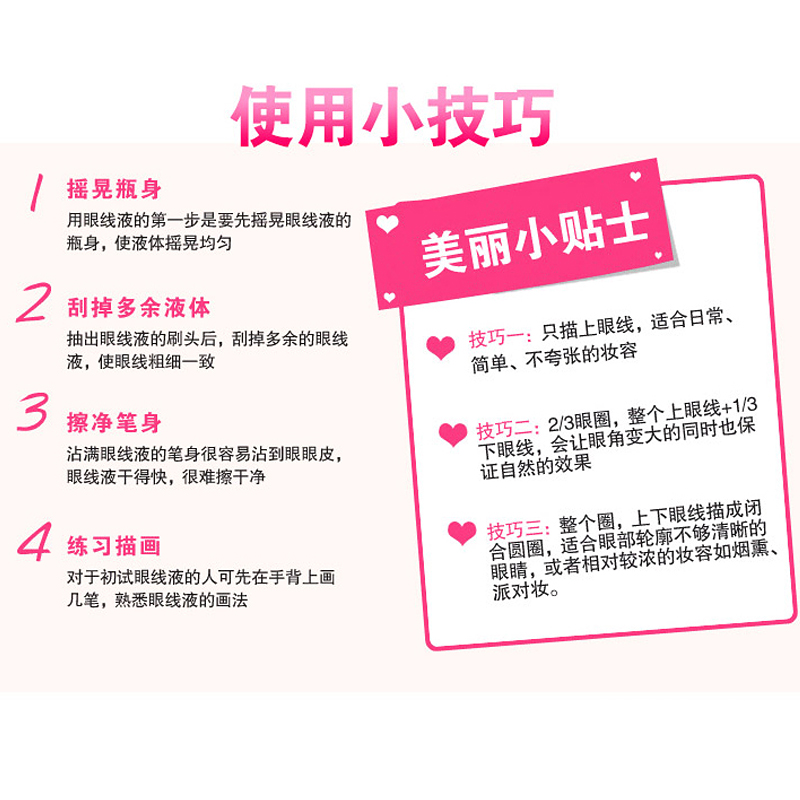 使用小技巧
1 摇晃瓶身
用眼线液的第一步是要先摇晃眼线液的
瓶身，使液体摇晃均匀
2 刮掉多余液体
抽出眼线液的刷头后，刮掉多余的眼线
液，使眼线粗细一致
3 擦净笔身
沾满眼线液的笔身很容易沾到眼眼皮，
眼线液干得快，很难擦干净
4 练习描画
对于初试眼线液的人可先在手背上画
几笔，熟悉眼线液的画法
美丽小贴士
技巧一：只描上眼线，适合日常、
简单、不夸张的妆容
技巧二：2/3眼圈，整个上眼线+1/3
下眼线，会让眼角变大的同时也保
证自然的效果
技巧三：整个圈，上下眼线描成闭
合圆圈，适合眼部轮廓不够清晰的
眼睛，或者相对较浓的妆容如烟熏、
派对妆。